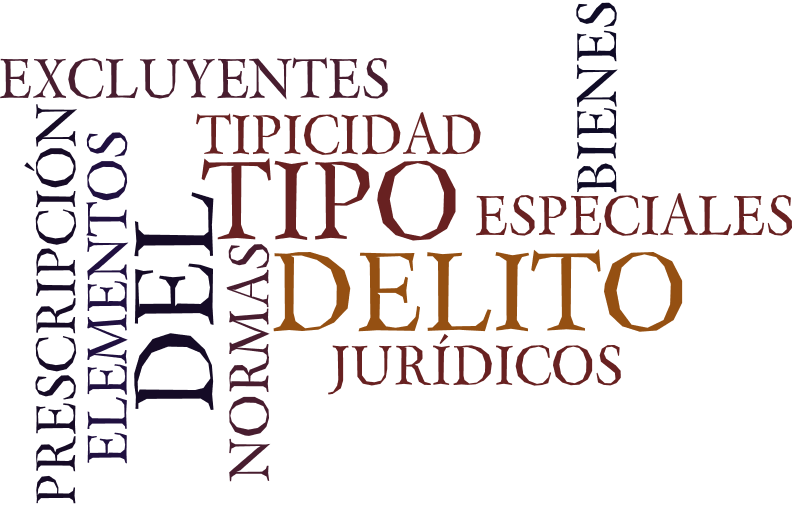 BIENES
EXCLUYENTES
TIPICIDAD
PRESCRIPCIÓN
ELEMENTOS
TIPO
DEL
ESPECIALES
NORMAS
DELITO
JURÍDICOS